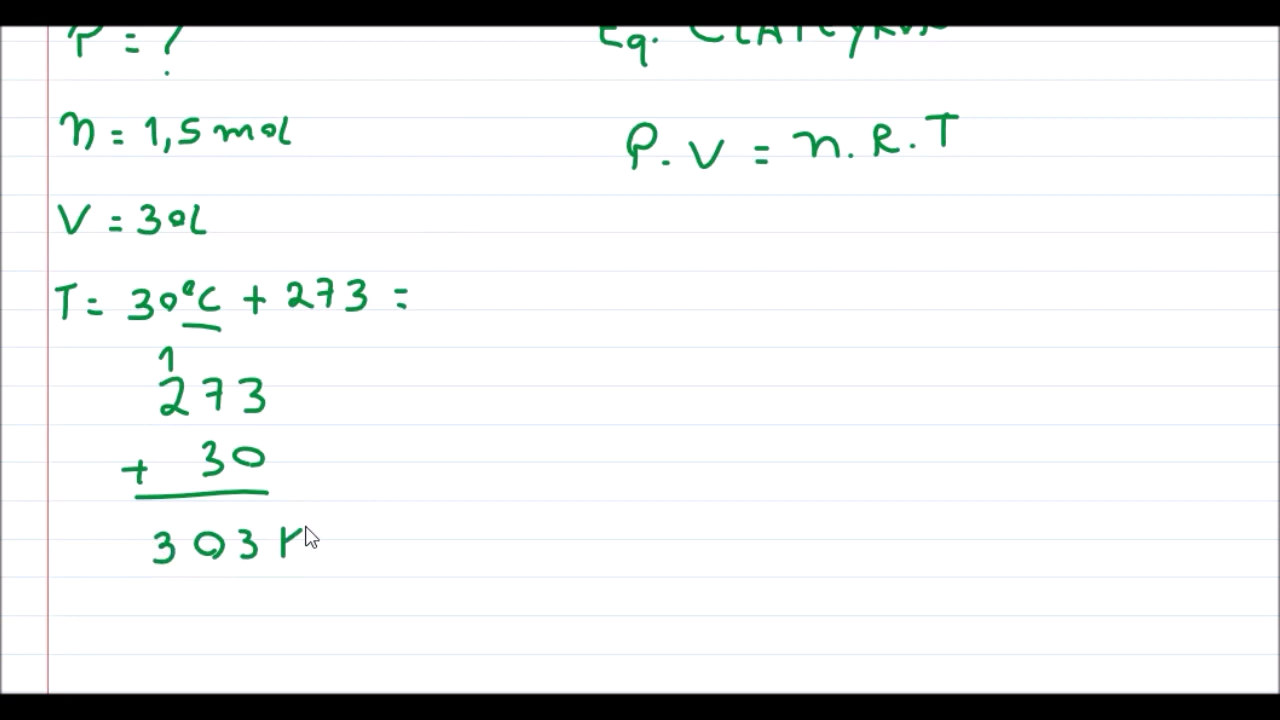 P = ?
Eq.
n = 1,5 mol
P. V = n. R. T
V = 30L
T = 30°C + 273 =
1
273
+ 30
303